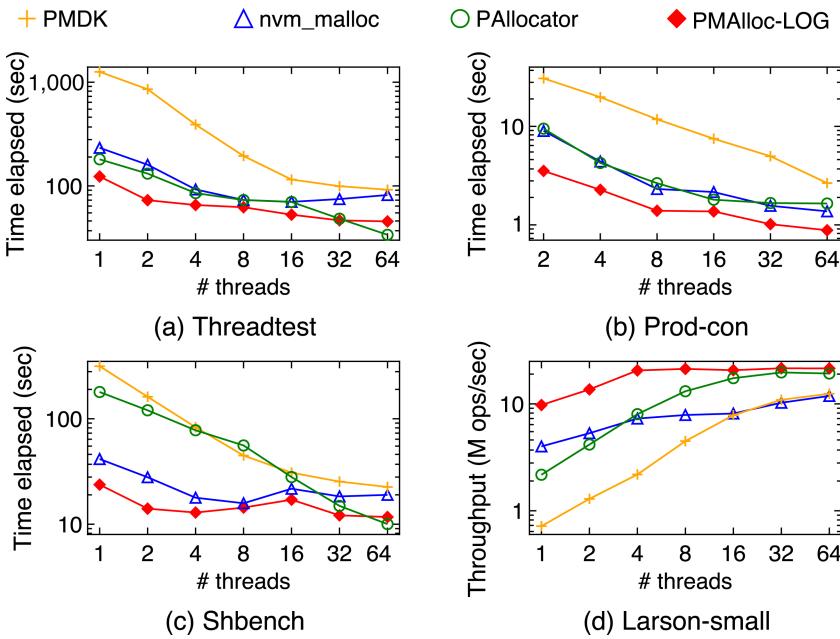 PMDK nvm_malloc PAllocator PMAlloc-LOG
Time elapsed (sec)
1,000
100
1 2 4 8 16 32 64
# threads
(a) Threadtest
Time elapsed (sec)
10
1
2 4 8 16 32 64
# threads
(b) Prod-con
Time elapsed (sec)
100
10
1 2 4 8 16 32 64
# threads
(c) Shbench
Throughput (M ops/sec)
10
1
1 2 4 8 16 32 64
# threads
(d) Larson-small